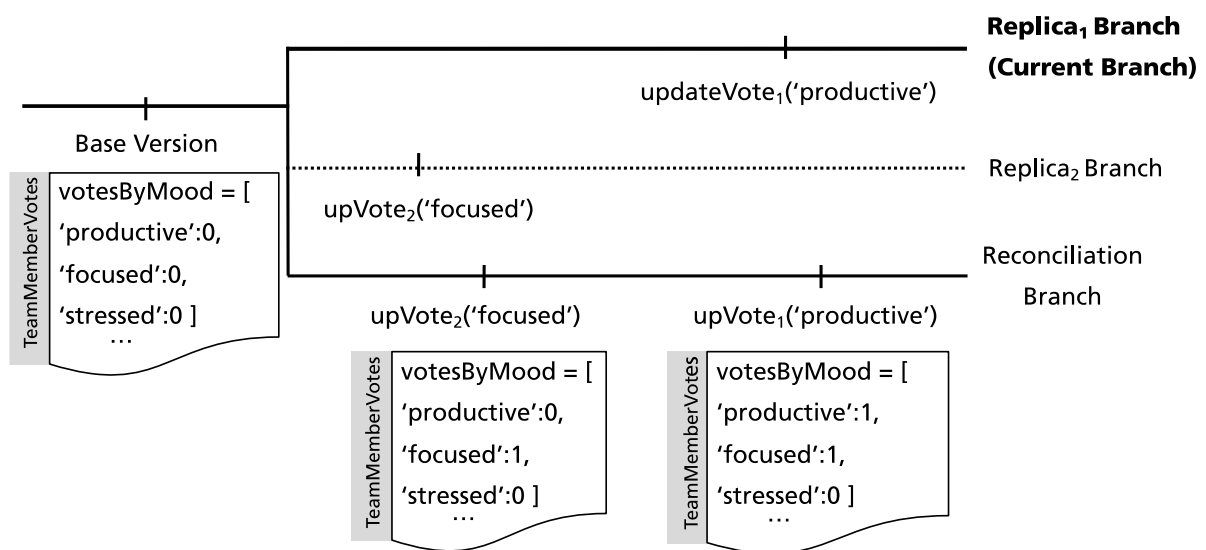 Replica₁ Branch
(Current Branch)
updateVote₁(‘productive’)
Base Version
Replica₂ Branch
upVote₂(‘focused’)
TeamMemberVotes
votesByMood = [
‘productive’:0,
‘focused’:0,
‘stressed’:0 ]
...
Reconciliation
Branch
upVote₂(‘focused’)
upVote₁(‘productive’)
TeamMemberVotes
votesByMood = [
‘productive’:0,
‘focused’:1,
‘stressed’:0 ]
...
TeamMemberVotes
votesByMood = [
‘productive’:1,
‘focused’:1,
‘stressed’:0 ]
...